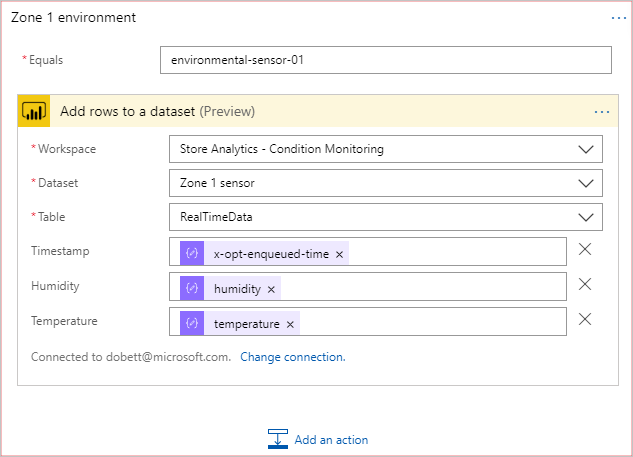 Zone 1 environment
* Equals environmental-sensor-01
Add rows to a dataset (Preview)
* Workspace Store Analytics - Condition Monitoring
* Dataset Zone 1 sensor
* Table RealTimeData
Timestamp x-opt-enqueued-time ×
Humidity humidity ×
Temperature temperature ×
Connected to dobett@microsoft.com. Change connection.
Add an action